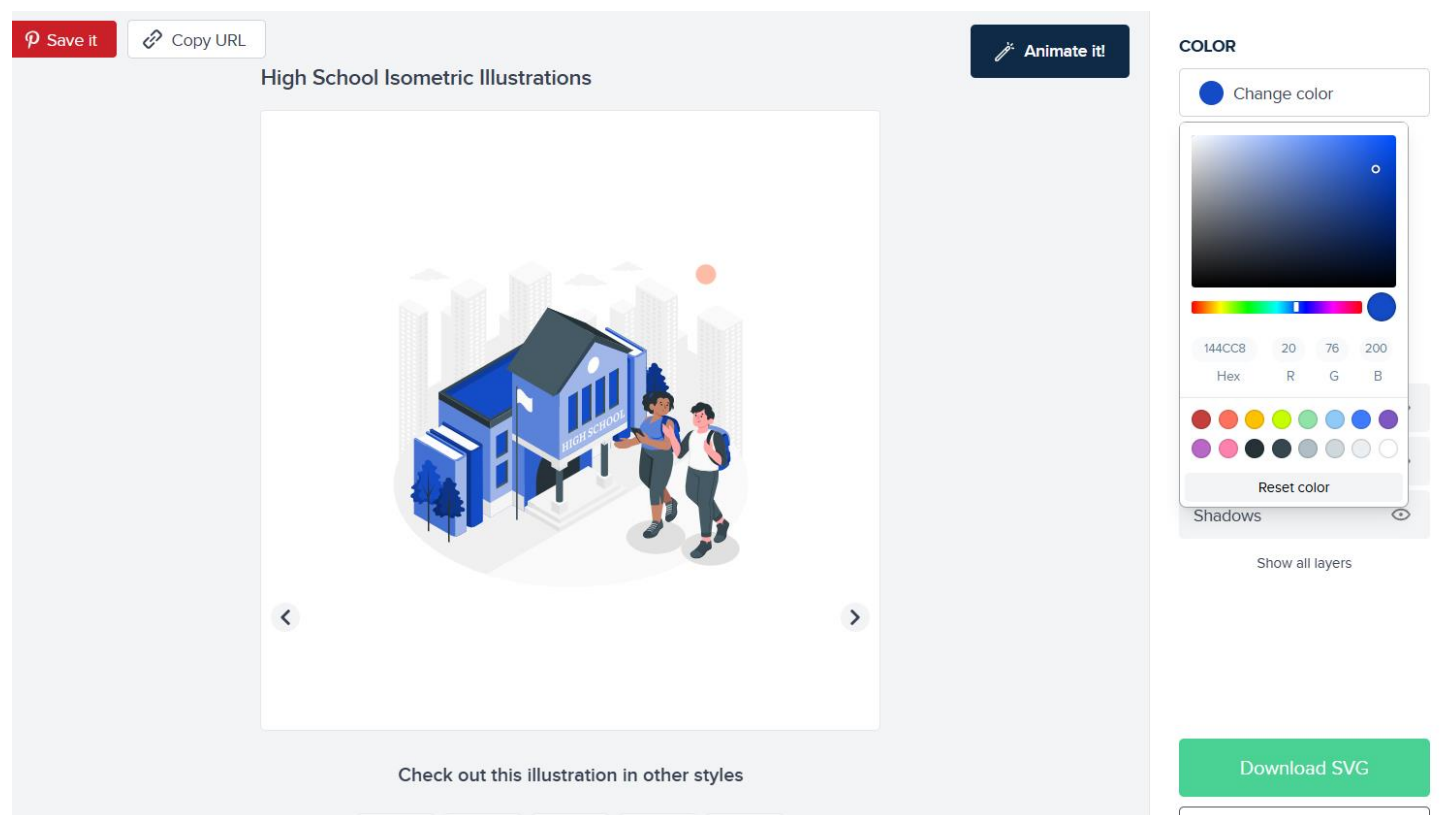 Save it
Copy URL
Animate it!
High School Isometric Illustrations
HIGH SCHOOL
Check out this illustration in other styles
COLOR
Change color
144CC8 20 76 200
Hex R G B
Reset color
Shadows
Show all layers
Download SVG